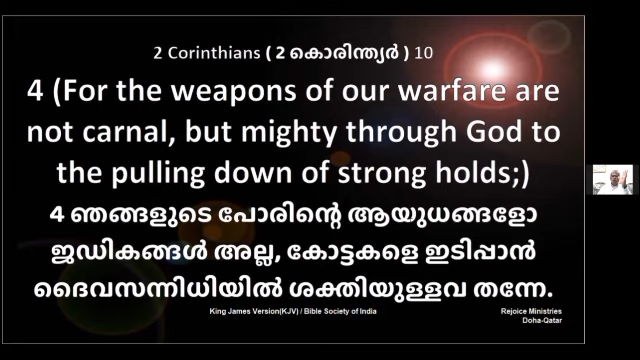 2 Corinthians ( 2 കൊരിന്ത്യർ ) 10
4 (For the weapons of our warfare are
not carnal, but mighty through God to
the pulling down of strong holds;)
4 ഞങ്ങളുടെ പോരിന്റെ ആയുധങ്ങളോ
ജഡികങ്ങൾ അല്ല, കോട്ടകളെ ഇടിപ്പാൻ
ദൈവസന്നിധിയിൽ ശക്തിയുള്ളവ തന്നേ.
King James Version(KJV) / Bible Society of India
Rejoice Ministries
Doha-Qatar